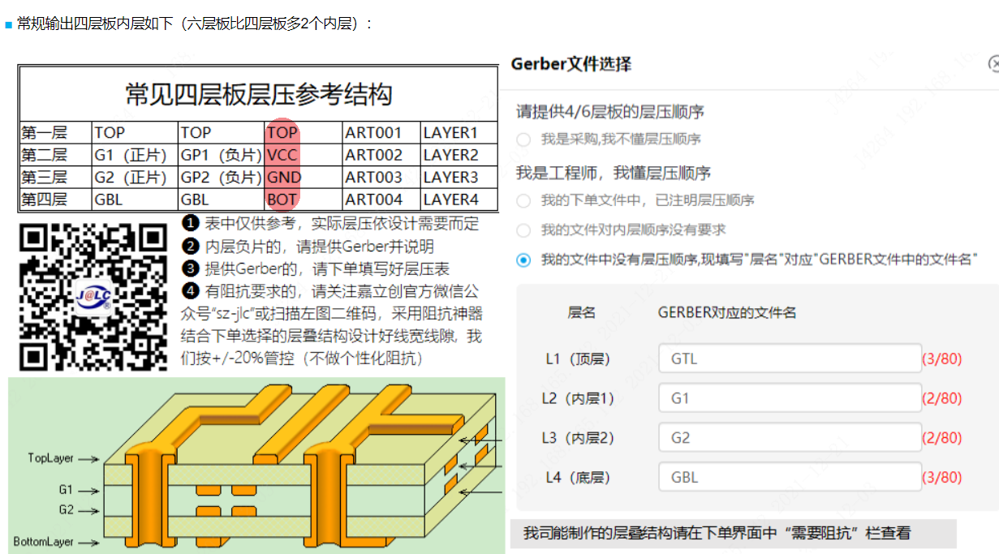 常规输出四层板内层如下（六层板比四层板多2个内层）：
常见四层板层压参考结构
第一层 TOP TOP TOP ART001 LAYER1
第二层 G1（正片） GP1（负片） VCC ART002 LAYER2
第三层 G2（正片） GP2（负片） GND ART003 LAYER3
第四层 GBL GBL BOT ART004 LAYER4
J@LC®
❶ 表中仅供参考，实际层压依设计需要而定
❷ 内层负片的，请提供Gerber并说明
❸ 提供Gerber的，请下单填写好层压表
❹ 有阻抗要求的，请关注嘉立创官方微信公
众号“sz-jlc”或扫描左图二维码，采用阻抗神器
结合下单选择的层叠结构设计好线宽线隙，我
们按+/-20%管控（不做个性化阻抗）
TopLayer
G1
G2
BottomLayer
Gerber文件选择
请提供4/6层板的层压顺序
我是采购,我不懂层压顺序
我是工程师，我懂层压顺序
我的下单文件中，已注明层压顺序
我的文件对内层顺序没有要求
我的文件中没有层压顺序,现填写"层名"对应"GERBER文件中的文件名"
层名 GERBER对应的文件名
L1（顶层） GTL (3/80)
L2（内层1） G1 (2/80)
L3（内层2） G2 (2/80)
L4（底层） GBL (3/80)
我司能制作的层叠结构请在下单界面中“需要阻抗”栏查看